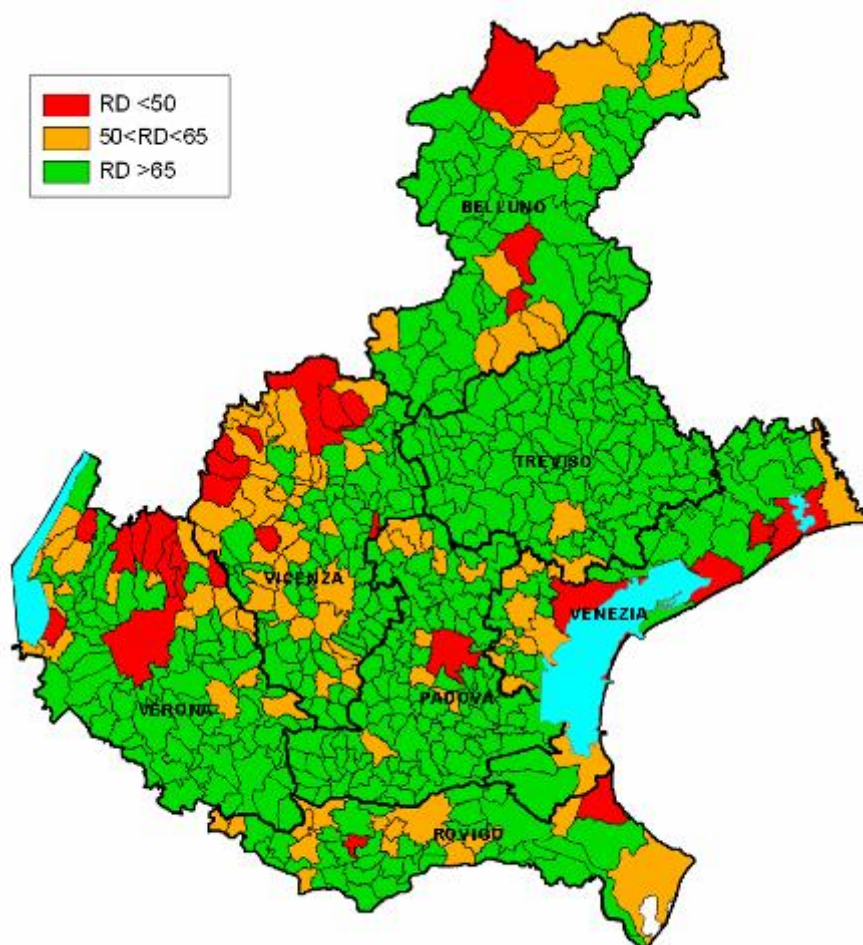 RD <50
50<RD<65
RD >65
BELLUNO
TREVISO
VICENZA
VENEZIA
VERONA
PADOVA
ROVIGO